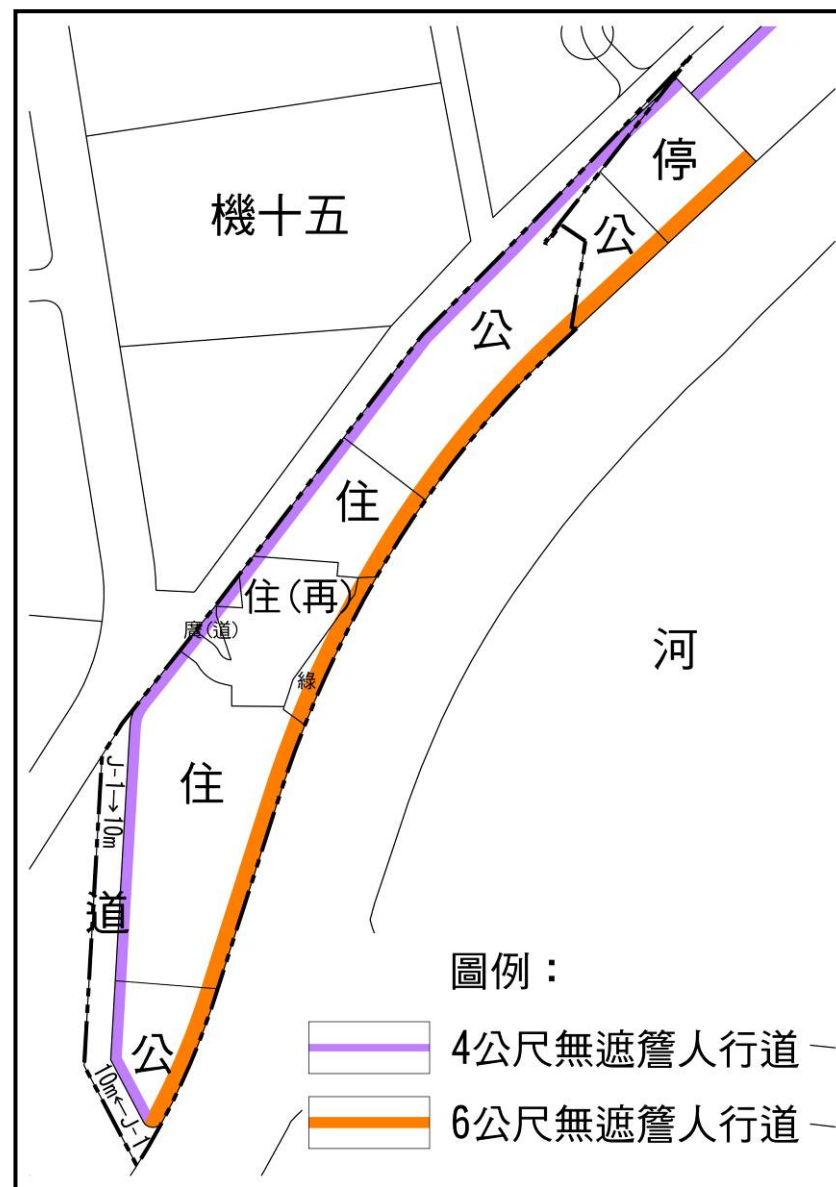 停
機十五
公
公
住
住(再)
廣(道)
河
綠
住
J-1→10m
道
圖例：
公
4公尺無遮簷人行道
10m←J-1
6公尺無遮簷人行道